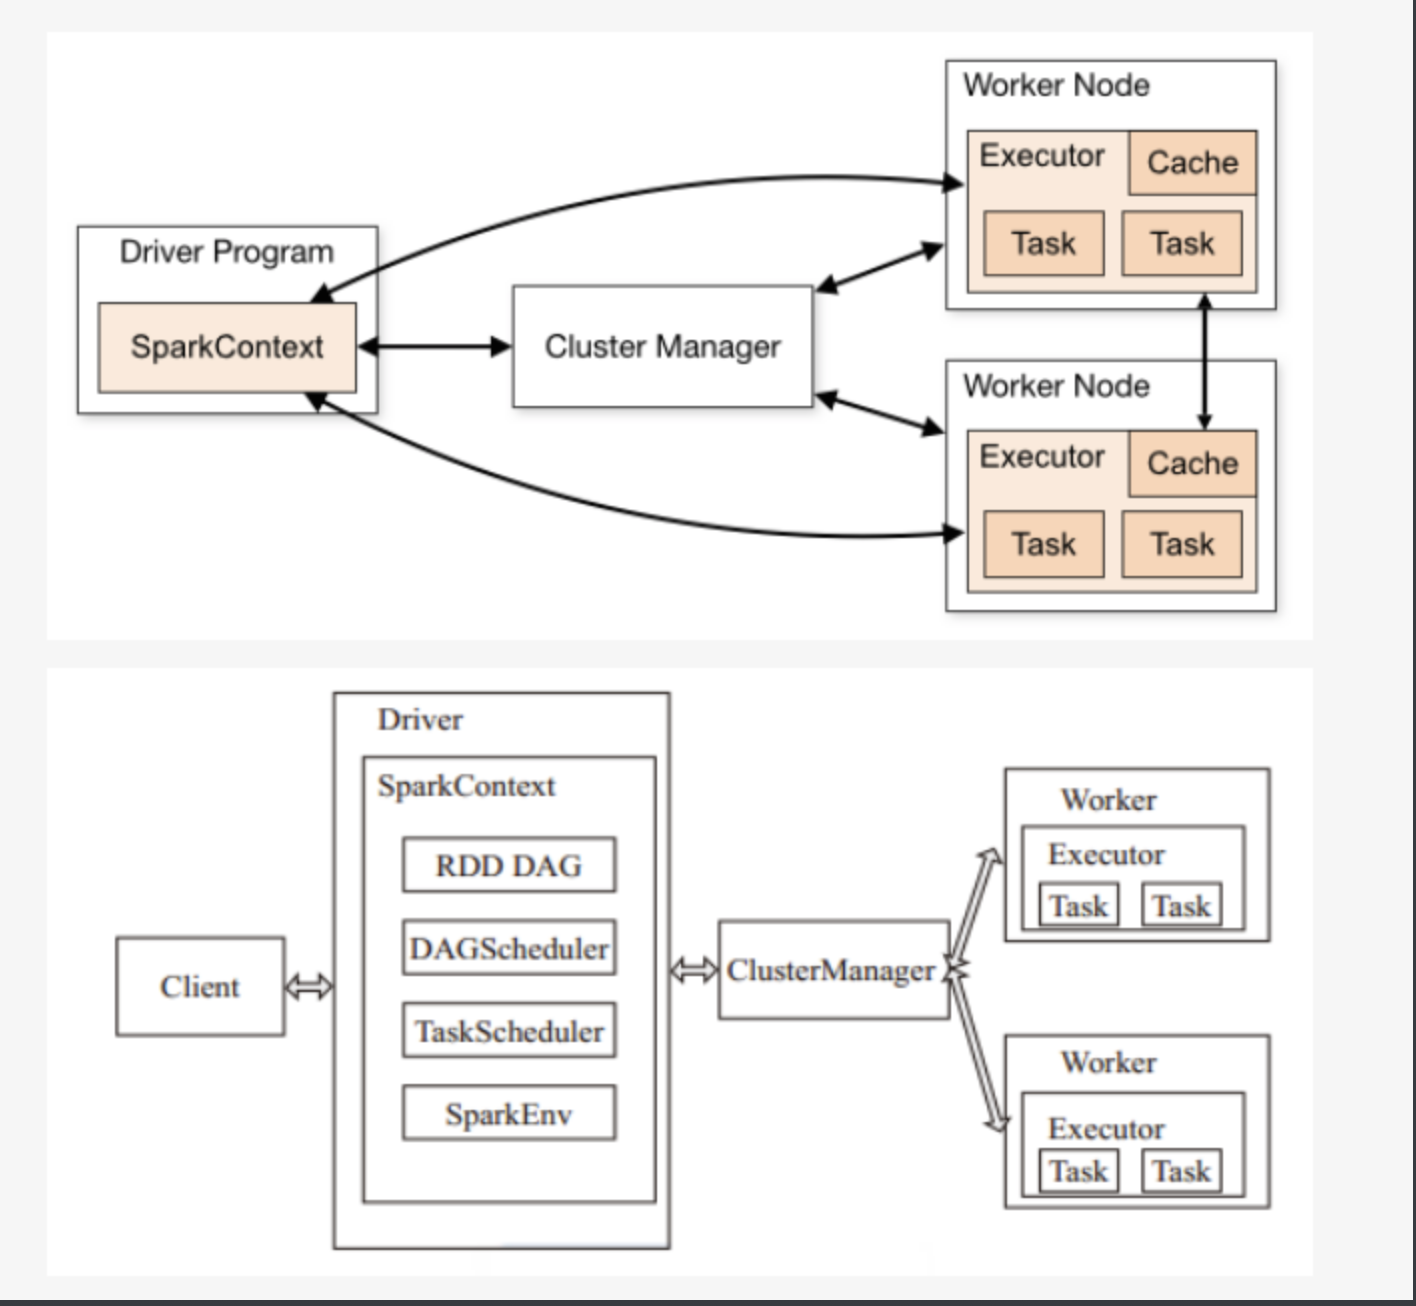 Worker Node
Executor
Cache
Task
Task
Driver Program
SparkContext
Cluster Manager
Worker Node
Executor
Cache
Task
Task
Driver
SparkContext
RDD DAG
DAGScheduler
TaskScheduler
SparkEnv
Client
ClusterManager
Worker
Executor
Task
Task
Worker
Executor
Task
Task